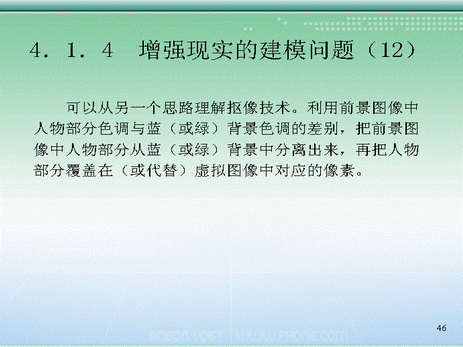 4．1．4 增强现实的建模问题（12）
可以从另一个思路理解抠像技术。利用前景图像中
人物部分色调与蓝（或绿）背景色调的差别，把前景图
像中人物部分从蓝（或绿）背景中分离出来，再把人物
部分覆盖在（或代替）虚拟图像中对应的像素。
46